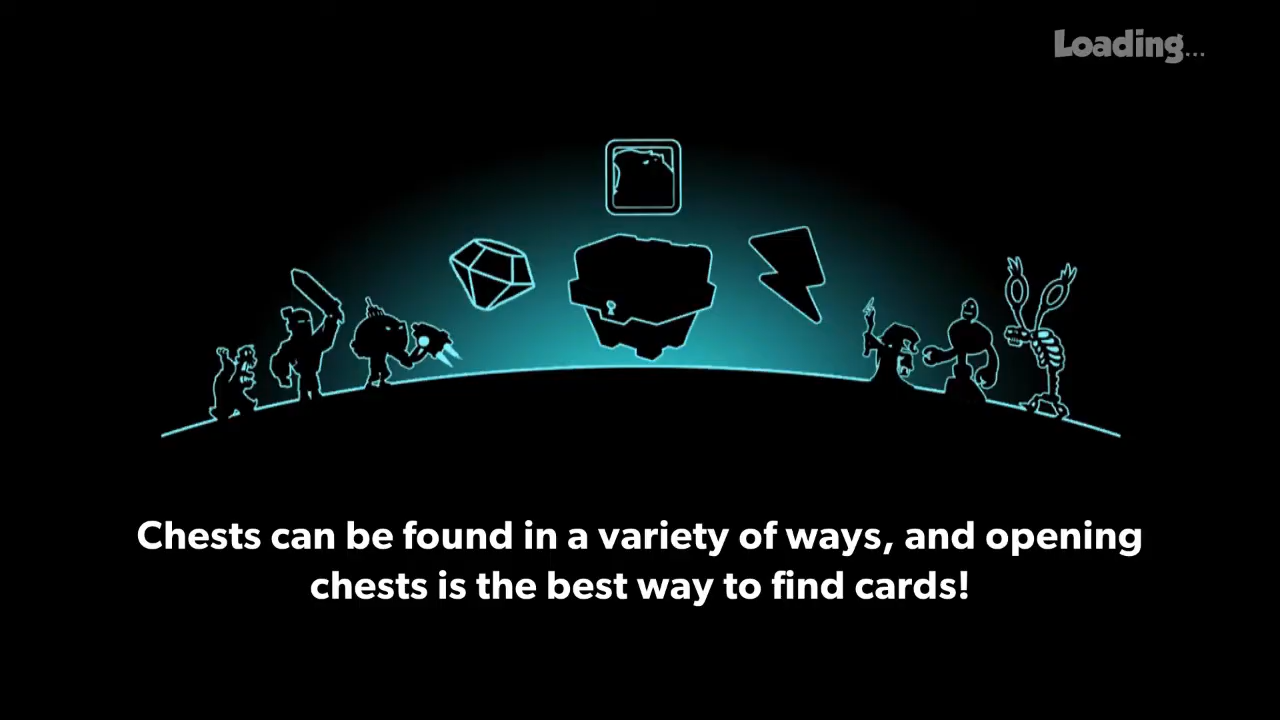 Loading...
Chests can be found in a variety of ways, and opening
chests is the best way to find cards!